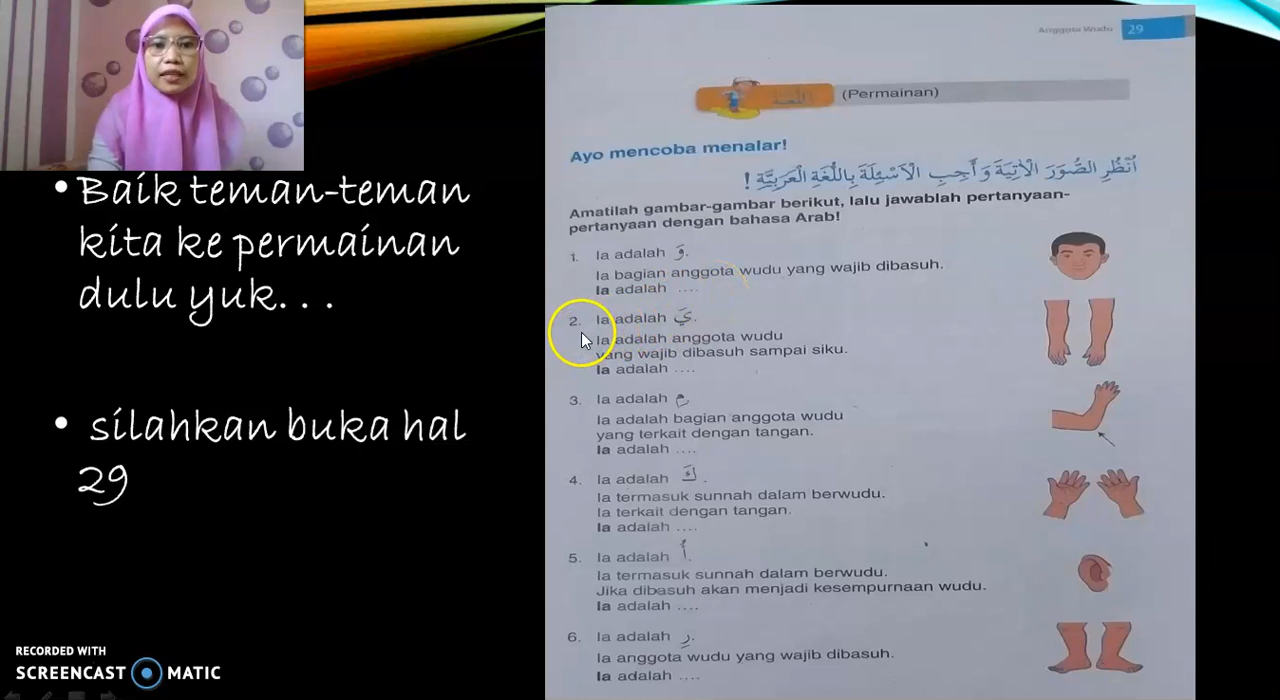 Baik teman-teman
kita ke permainan
dulu yuk. . .
silahkan buka hal
29
Anggota Wudu 29
(Permainan)
Ayo mencoba menalar!
اُنْظُرِ الصُّوَرَ الْاٰتِيَةَ وَ أَجِبِ الْاَسْئِلَةَ بِاللُّغَةِ الْعَرَبِيَّةِ !
Amatilah gambar-gambar berikut, lalu jawablah pertanyaan-
pertanyaan dengan bahasa Arab!
1. Ia adalah وَ.
Ia bagian anggota wudu yang wajib dibasuh.
Ia adalah ....
2. Ia adalah يَ.
Ia adalah anggota wudu
yang wajib dibasuh sampai siku.
Ia adalah ....
3. Ia adalah
Ia adalah bagian anggota wudu
yang terkait dengan tangan.
Ia adalah ....
4. Ia adalah كَ .
Ia termasuk sunnah dalam berwudu.
Ia terkait dengan tangan.
Ia adalah ....
5. Ia adalah أُ.
Ia termasuk sunnah dalam berwudu.
Jika dibasuh akan menjadi kesempurnaan wudu.
Ia adalah ....
6. Ia adalah رِ.
Ia anggota wudu yang wajib dibasuh.
Ia adalah ....
RECORDED WITH
SCREENCAST MATIC